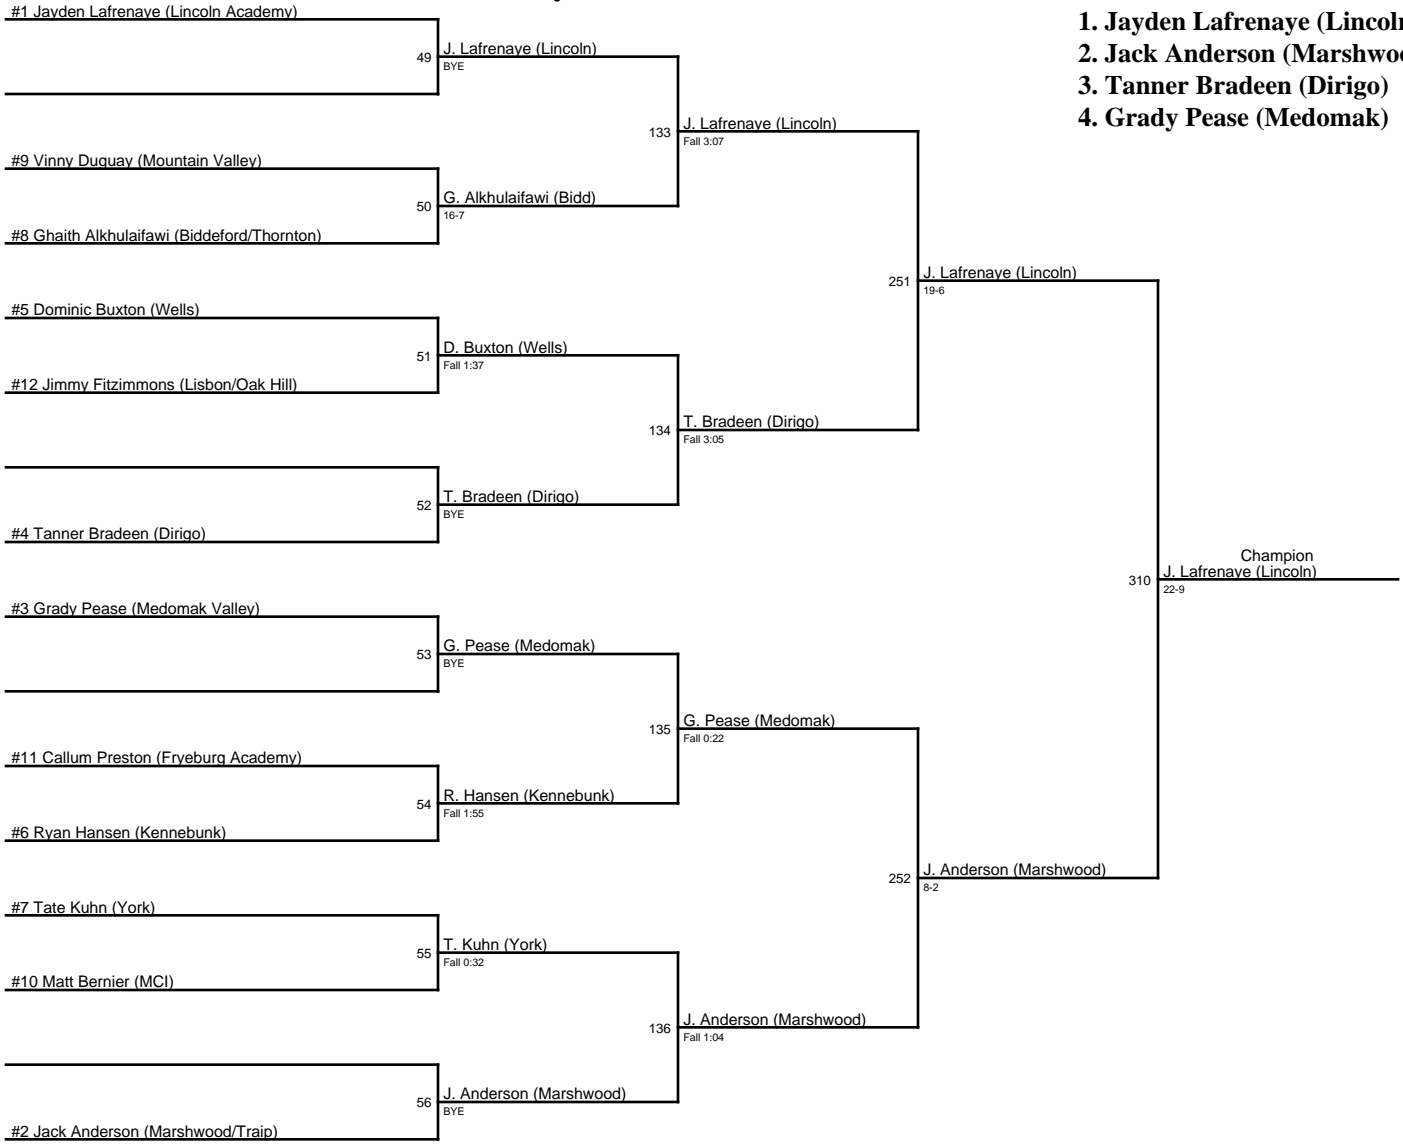 #1 Jayden Lafrenaye (Lincoln Academy)
1. Jayden Lafrenaye (Lincoln
2. Jack Anderson (Marshwoo
3. Tanner Bradeen (Dirigo)
4. Grady Pease (Medomak)
49
J. Lafrenaye (Lincoln)
BYE
133
J. Lafrenaye (Lincoln)
Fall 3:07
#9 Vinny Duguay (Mountain Valley)
50
G. Alkhulaifawi (Bidd)
16-7
#8 Ghaith Alkhulaifawi (Biddeford/Thornton)
251
J. Lafrenaye (Lincoln)
19-6
#5 Dominic Buxton (Wells)
51
D. Buxton (Wells)
Fall 1:37
#12 Jimmy Fitzimmons (Lisbon/Oak Hill)
134
T. Bradeen (Dirigo)
Fall 3:05
52
T. Bradeen (Dirigo)
BYE
#4 Tanner Bradeen (Dirigo)
Champion
310
J. Lafrenaye (Lincoln)
22-9
#3 Grady Pease (Medomak Valley)
53
G. Pease (Medomak)
BYE
135
G. Pease (Medomak)
Fall 0:22
#11 Callum Preston (Fryeburg Academy)
54
R. Hansen (Kennebunk)
Fall 1:55
#6 Ryan Hansen (Kennebunk)
252
J. Anderson (Marshwood)
8-2
#7 Tate Kuhn (York)
55
T. Kuhn (York)
Fall 0:32
#10 Matt Bernier (MCI)
136
J. Anderson (Marshwood)
Fall 1:04
56
J. Anderson (Marshwood)
BYE
#2 Jack Anderson (Marshwood/Traip)